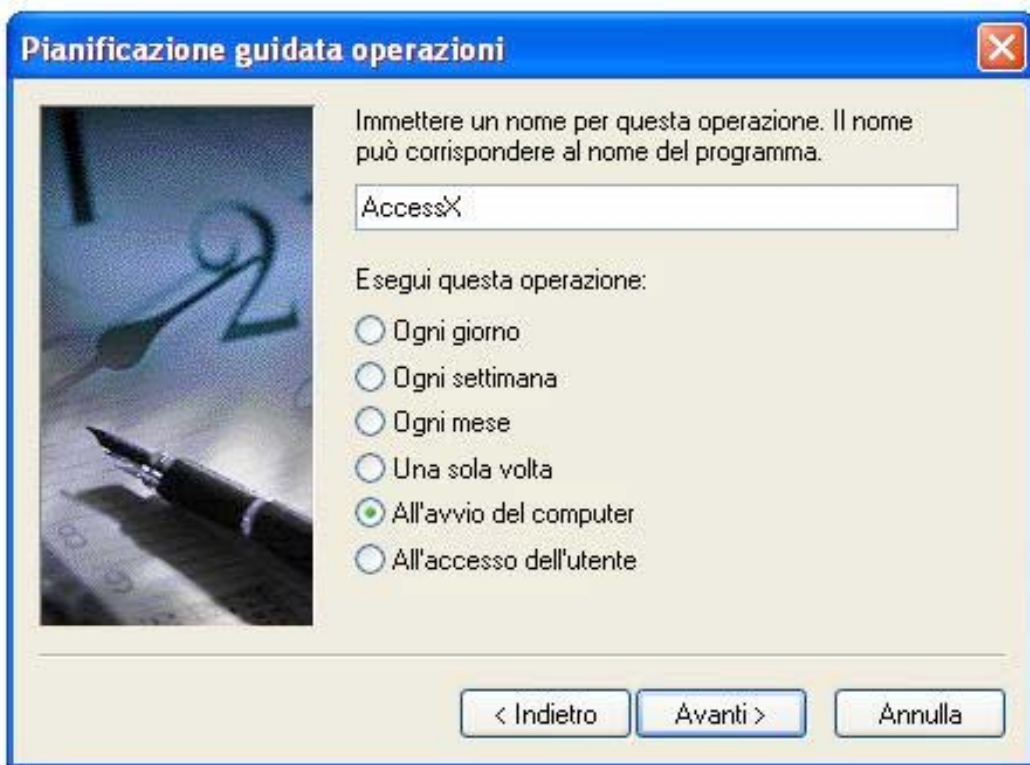 Pianificazione guidata operazioni
Immettere un nome per questa operazione. Il nome
può corrispondere al nome del programma.
AccessX
Esegui questa operazione:
Ogni giorno
Ogni settimana
Ogni mese
Una sola volta
All'avvio del computer
All'accesso dell'utente
< Indietro
Avanti >
Annulla